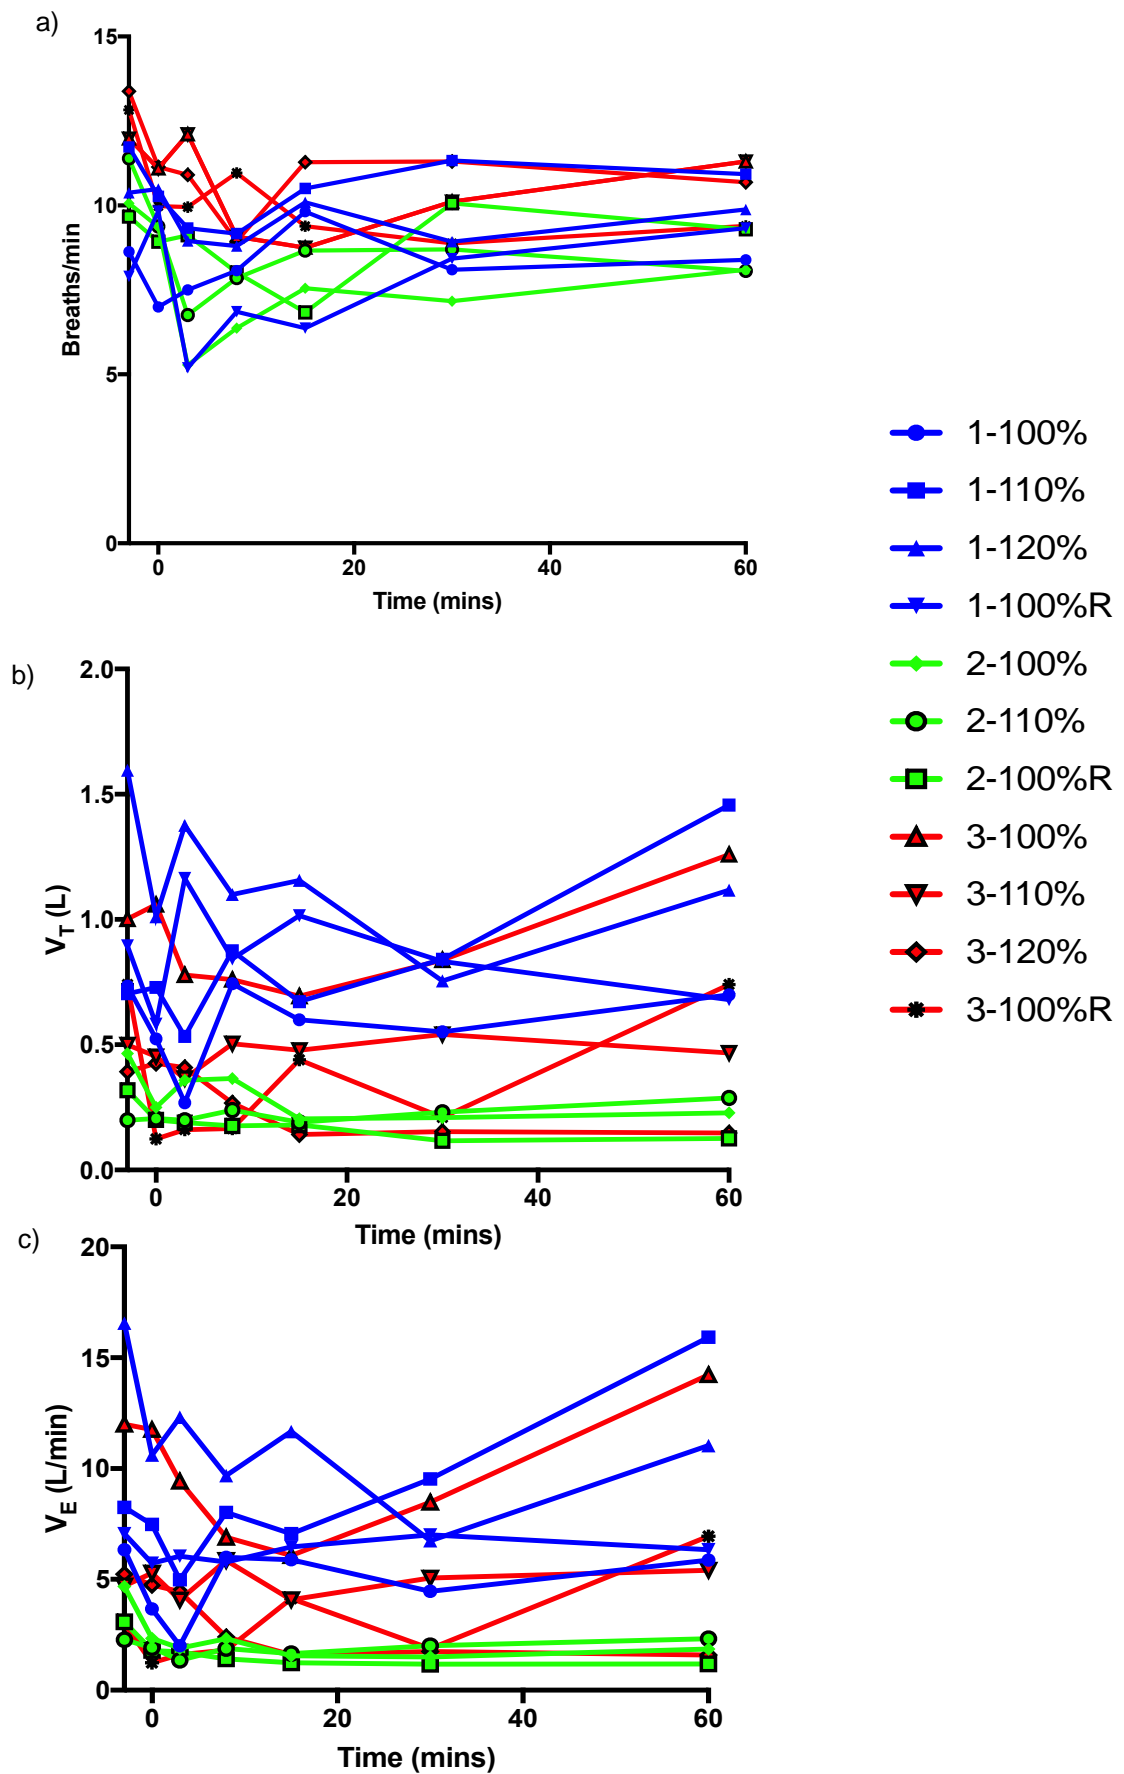 a)
15
10
5
0
Breaths/min
0 20 40 60
Time (mins)
1-100%
1-110%
1-120%
1-100%R
2-100%
2-110%
2-100%R
3-100%
3-110%
3-120%
3-100%R
b)
2.0
1.5
1.0
0.5
0.0
VT (L)
0 20 40 60
Time (mins)
c)
20
15
10
5
0
VE (L/min)
0 20 40 60
Time (mins)